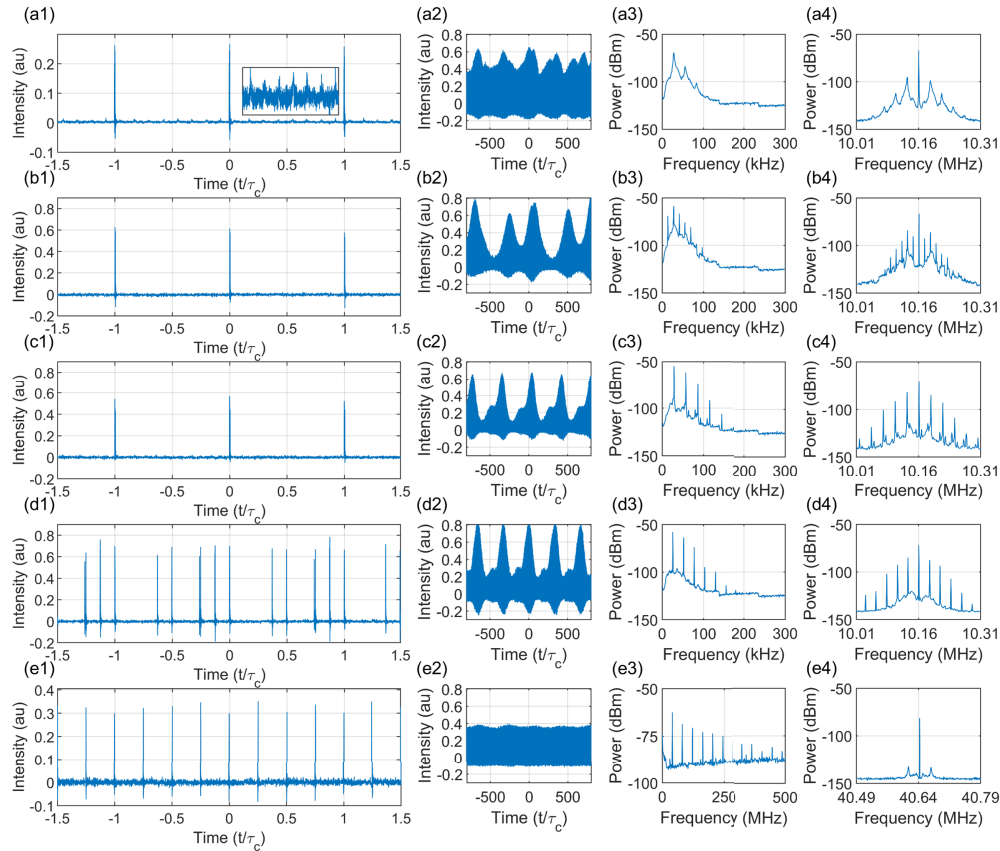 (a1) (a2) (a3) (a4)
Intensity (au) Intensity (au) Power (dBm) Power (dBm)
0.2 0.1 0 -0.1
0.8 0.6 0.4 0.2 0 -0.2
-50 -100 -150
-50 -100 -150
-1.5 -1 -0.5 0 0.5 1 1.5
-500 0 500
0 100 200 300
10.01 10.16 10.31
Time (t/τc) Time (t/τc) Frequency (kHz) Frequency (MHz)
(b1) (b2) (b3) (b4)
Intensity (au) Intensity (au) Power (dBm) Power (dBm)
0.8 0.6 0.4 0.2 0 -0.2
0.8 0.6 0.4 0.2 0 -0.2
-50 -100 -150
-50 -100 -150
-1.5 -1 -0.5 0 0.5 1 1.5
-500 0 500
0 100 200 300
10.01 10.16 10.31
Time (t/τc) Time (t/τc) Frequency (kHz) Frequency (MHz)
(c1) (c2) (c3) (c4)
Intensity (au) Intensity (au) Power (dBm) Power (dBm)
0.8 0.6 0.4 0.2 0 -0.2
0.8 0.6 0.4 0.2 0 -0.2
-50 -100 -150
-50 -100 -150
-1.5 -1 -0.5 0 0.5 1 1.5
-500 0 500
0 100 200 300
10.01 10.16 10.31
Time (t/τc) Time (t/τc) Frequency (kHz) Frequency (MHz)
(d1) (d2) (d3) (d4)
Intensity (au) Intensity (au) Power (dBm) Power (dBm)
0.8 0.6 0.4 0.2 0 -0.2
0.8 0.6 0.4 0.2 0 -0.2
-50 -100 -150
-50 -100 -150
-1.5 -1 -0.5 0 0.5 1 1.5
-500 0 500
0 100 200 300
10.01 10.16 10.31
Time (t/τc) Time (t/τc) Frequency (kHz) Frequency (MHz)
(e1) (e2) (e3) (e4)
Intensity (au) Intensity (au) Power (dBm) Power (dBm)
0.4 0.3 0.2 0.1 0 -0.1
0.8 0.6 0.4 0.2 0 -0.2
-50 -75 -100
-50 -100 -150
-1.5 -1 -0.5 0 0.5 1 1.5
-500 0 500
0 250 500
40.49 40.64 40.79
Time (t/τc) Time (t/τc) Frequency (MHz) Frequency (MHz)